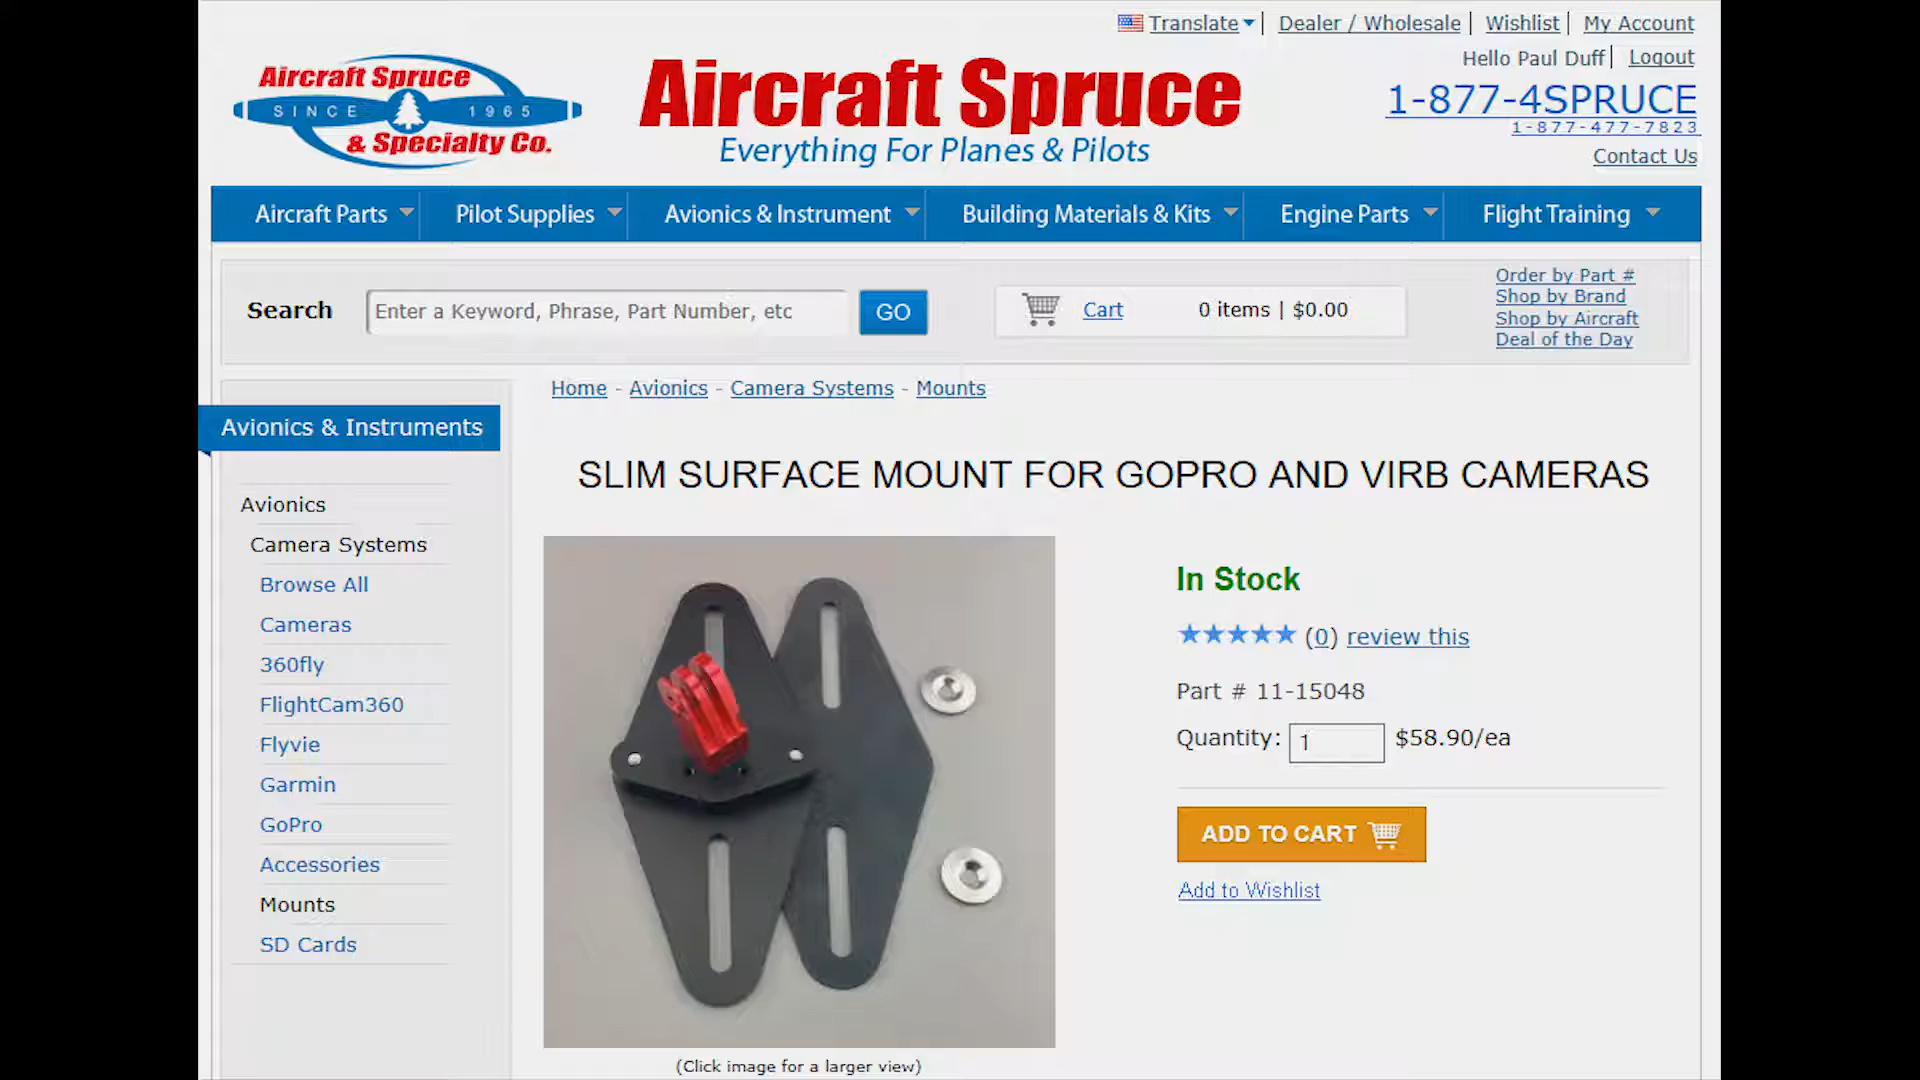 Translate
Dealer / Wholesale
Wishlist
My Account
Hello Paul Duff
Logout
Aircraft Spruce
SINCE 1965
& Specialty Co.
Aircraft Spruce
Everything For Planes & Pilots
1-877-4SPRUCE
1-877-477-7823
Contact Us
Aircraft Parts
Pilot Supplies
Avionics & Instrument
Building Materials & Kits
Engine Parts
Flight Training
Search
Enter a Keyword, Phrase, Part Number, etc
GO
Cart
0 items | $0.00
Order by Part #
Shop by Brand
Shop by Aircraft
Deal of the Day
Home - Avionics - Camera Systems - Mounts
Avionics & Instruments
Avionics
Camera Systems
Browse All
Cameras
360fly
FlightCam360
Flyvie
Garmin
GoPro
Accessories
Mounts
SD Cards
SLIM SURFACE MOUNT FOR GOPRO AND VIRB CAMERAS
In Stock
(0) review this
Part # 11-15048
Quantity: 1 $58.90/ea
ADD TO CART
Add to Wishlist
(Click image for a larger view)